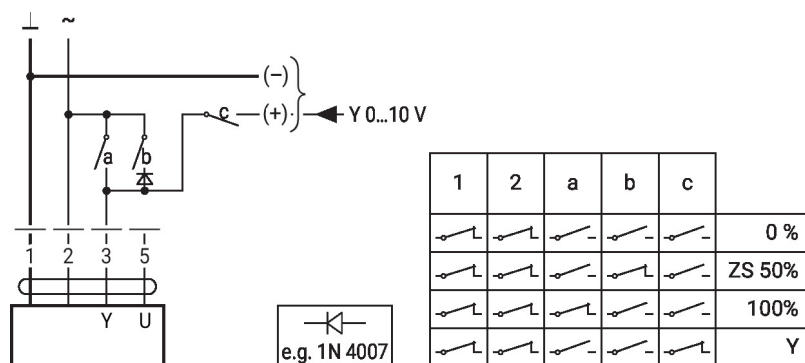 ⊥ ~
(–)
c (+) Y 0...10 V
a b
1 2 3 5
Y U
e.g. 1N 4007
1 2 a b c
0 %
ZS 50%
100%
Y